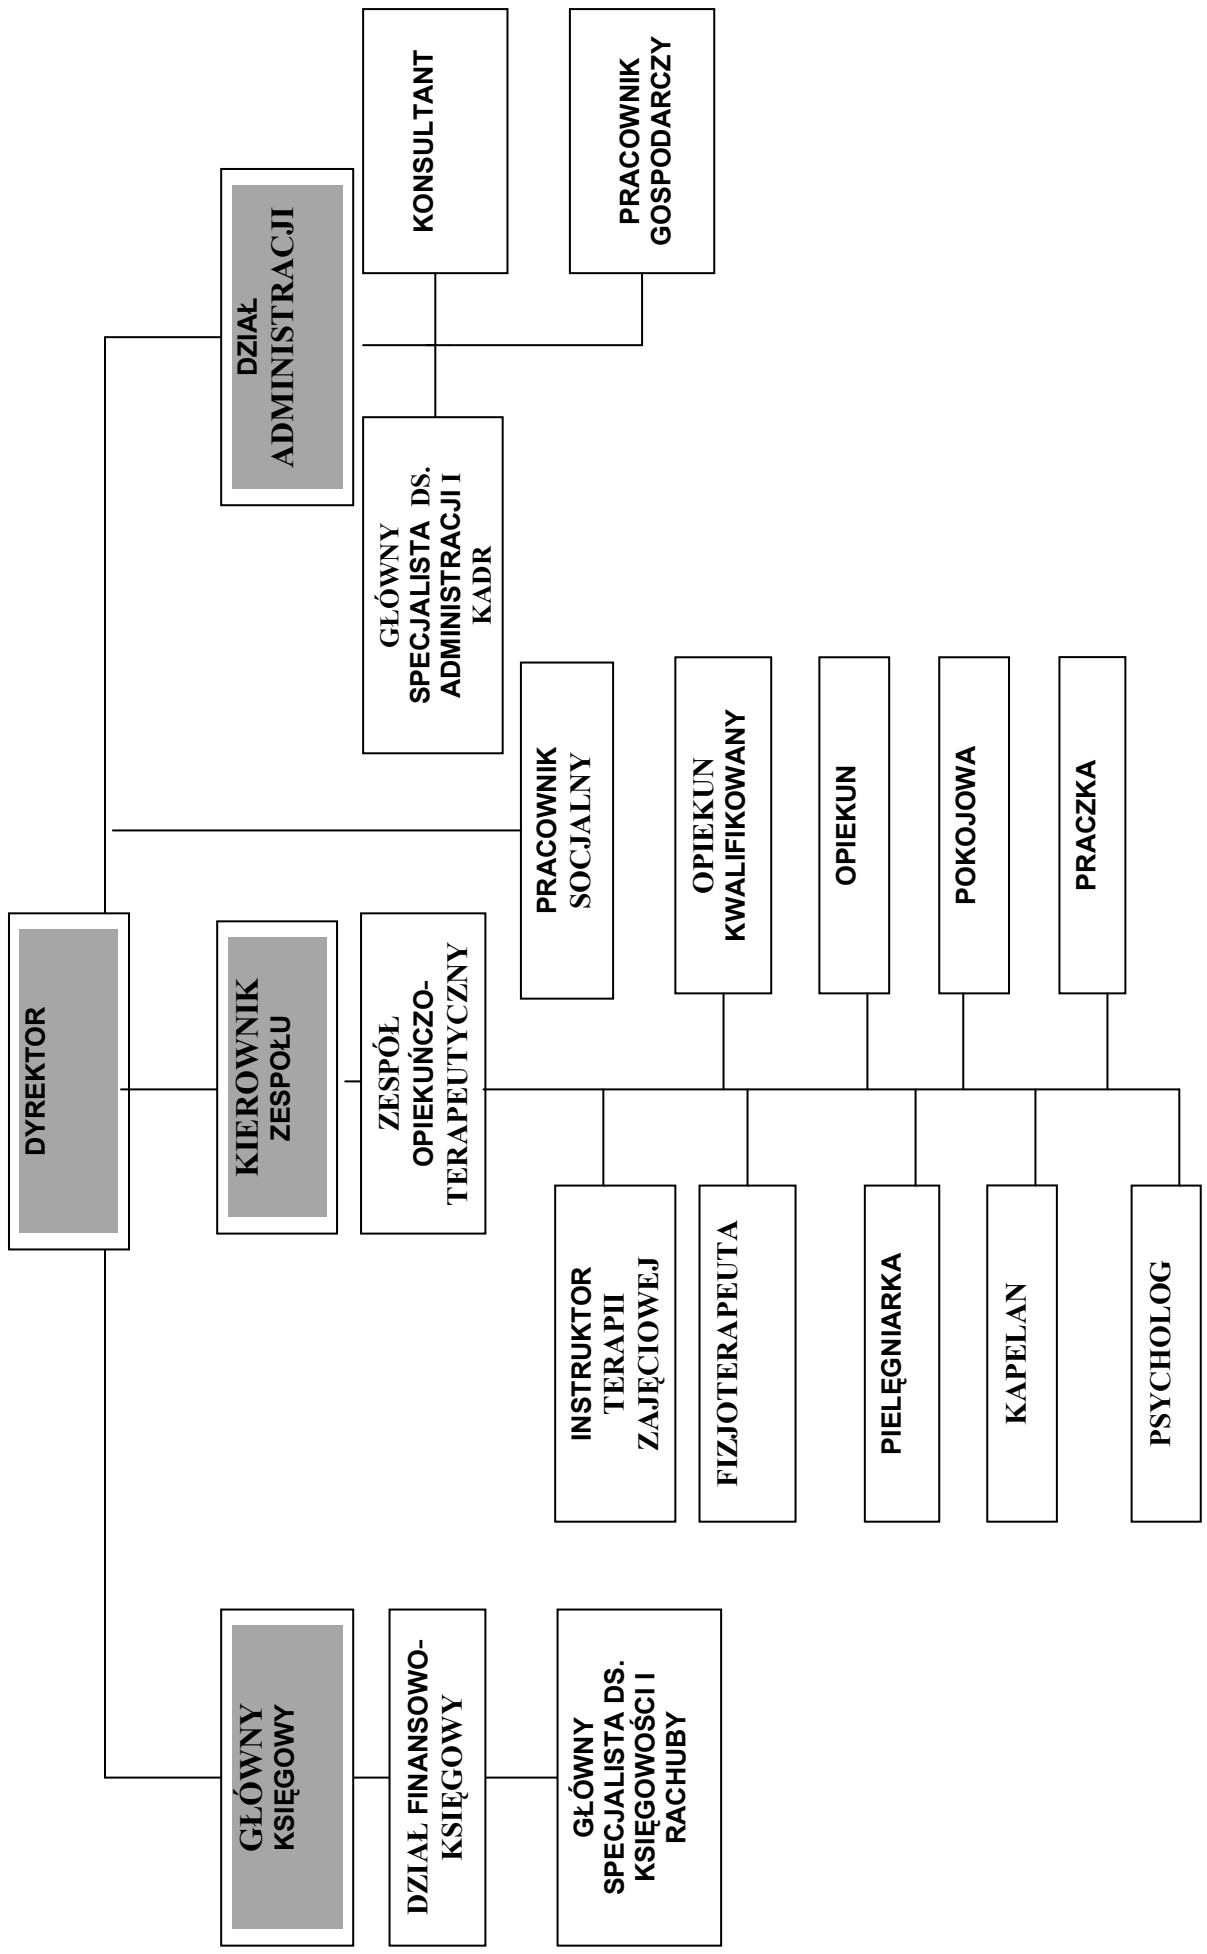 DYREKTOR
GŁÓWNY
KSIĘGOWY
KIEROWNIK
ZESPOŁU
DZIAŁ
ADMINISTRACJI
DZIAŁ FINANSOWO-
KSIĘGOWY
ZESPÓŁ
OPIEKUŃCZO-
TERAPEUTYCZNY
GŁÓWNY
SPECJALISTA DS.
ADMINISTRACJI I
KADR
KONSULTANT
PRACOWNIK
SOCJALNY
GŁÓWNY
SPECJALISTA DS.
KSIĘGOWOŚCI I
RACHUBY
INSTRUKTOR
TERAPII
ZAJĘCIOWEJ
PRACOWNIK
GOSPODARCZY
OPIEKUN
KWALIFIKOWANY
FIZJOTERAPEUTA
OPIEKUN
PIELĘGNIARKA
POKOJOWA
KAPELAN
PRACZKA
PSYCHOLOG